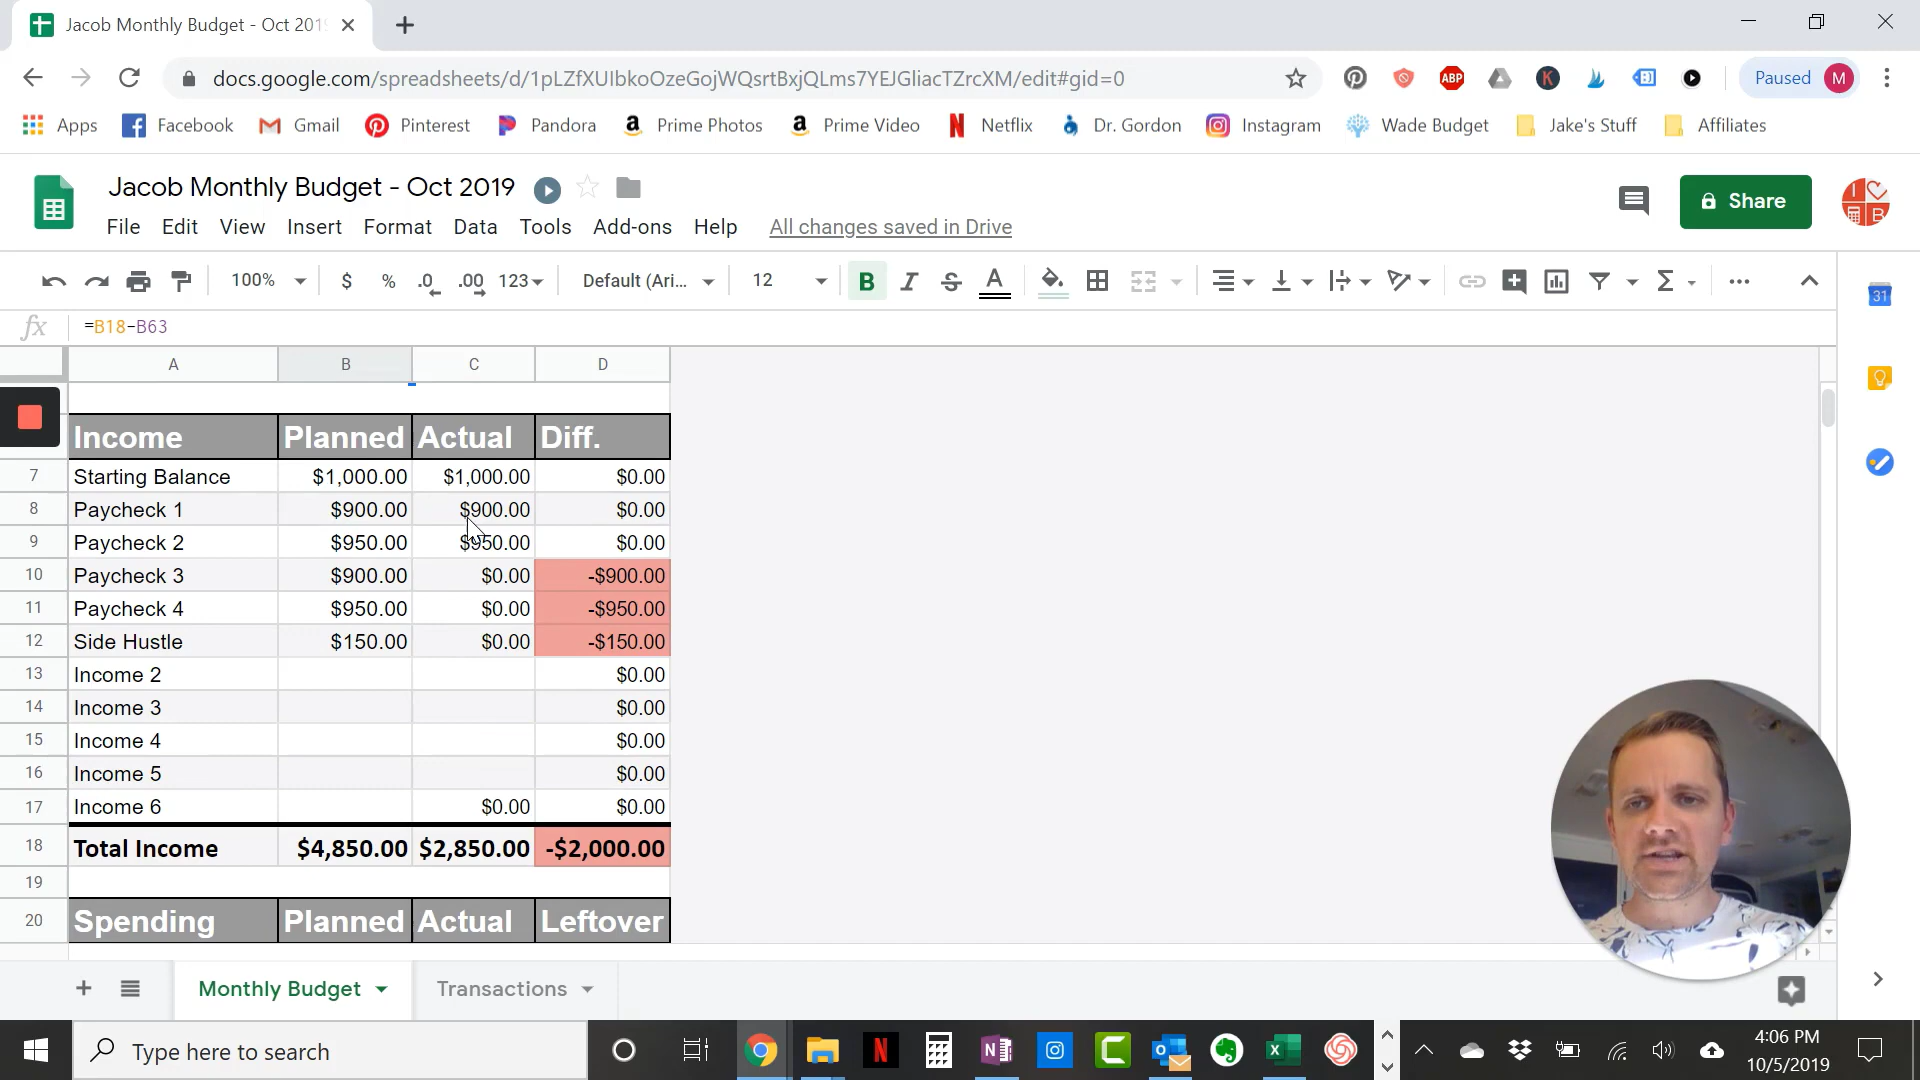 Jacob Monthly Budget - Oct 201
docs.google.com/spreadsheets/d/1pLZfXUIbkoOzeGojWQsrtBxjQLms7YEJGliacTZrcXM/edit#gid=0
ABP
K
Paused M
Apps Facebook Gmail Pinterest Pandora Prime Photos Prime Video Netflix Dr. Gordon Instagram Wade Budget Jake's Stuff Affiliates
Jacob Monthly Budget - Oct 2019
Share
File Edit View Insert Format Data Tools Add-ons Help All changes saved in Drive
100% $ % .0 .00 123 Default (Ari... 12 B I S A
31
fx =B18-B63
A B C D
Income Planned Actual Diff.
7 Starting Balance $1,000.00 $1,000.00 $0.00
8 Paycheck 1 $900.00 $900.00 $0.00
9 Paycheck 2 $950.00 $950.00 $0.00
10 Paycheck 3 $900.00 $0.00 -$900.00
11 Paycheck 4 $950.00 $0.00 -$950.00
12 Side Hustle $150.00 $0.00 -$150.00
13 Income 2 $0.00
14 Income 3 $0.00
15 Income 4 $0.00
16 Income 5 $0.00
17 Income 6 $0.00 $0.00
18 Total Income $4,850.00 $2,850.00 -$2,000.00
19
20 Spending Planned Actual Leftover
Monthly Budget Transactions
Type here to search
4:06 PM
10/5/2019